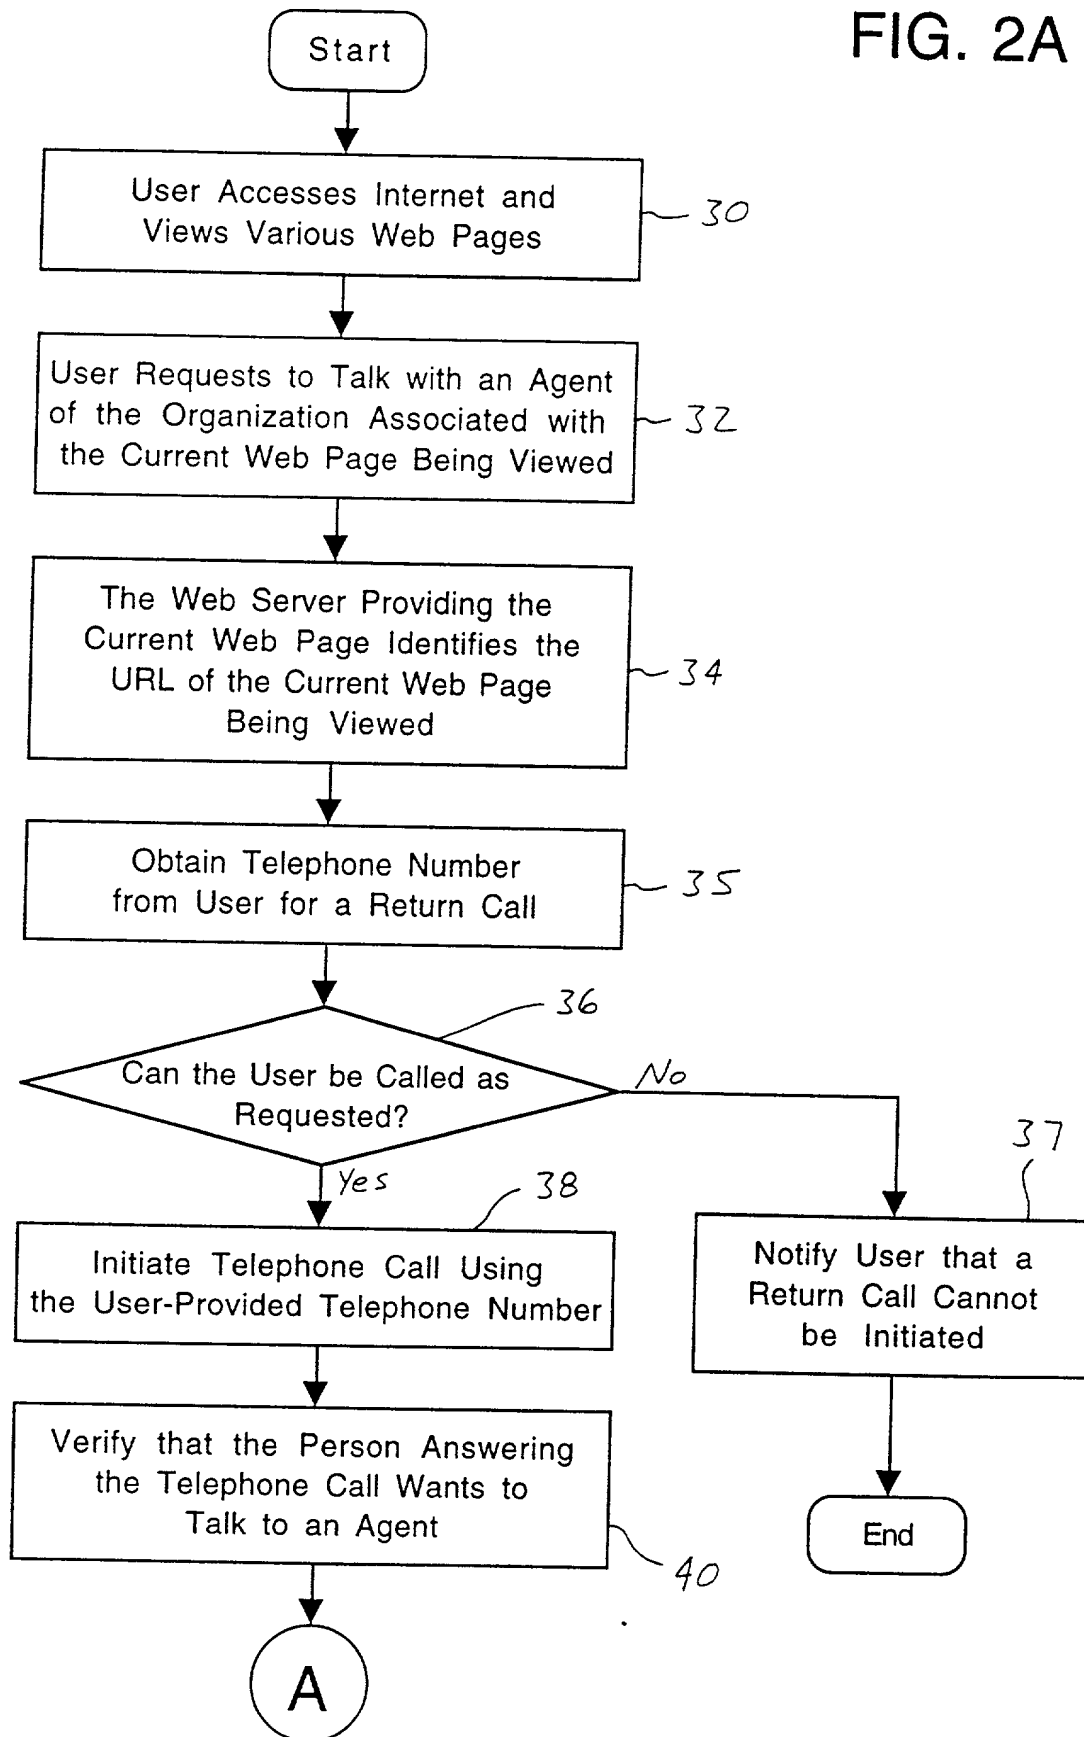 FIG. 2A
Start
User Accesses Internet and
Views Various Web Pages
30
User Requests to Talk with an Agent
of the Organization Associated with
the Current Web Page Being Viewed
32
The Web Server Providing the
Current Web Page Identifies the
URL of the Current Web Page
Being Viewed
34
Obtain Telephone Number
from User for a Return Call
35
36
Can the User be Called as
Requested?
No
Yes
37
38
Initiate Telephone Call Using
the User-Provided Telephone Number
Notify User that a
Return Call Cannot
be Initiated
Verify that the Person Answering
the Telephone Call Wants to
Talk to an Agent
40
End
A